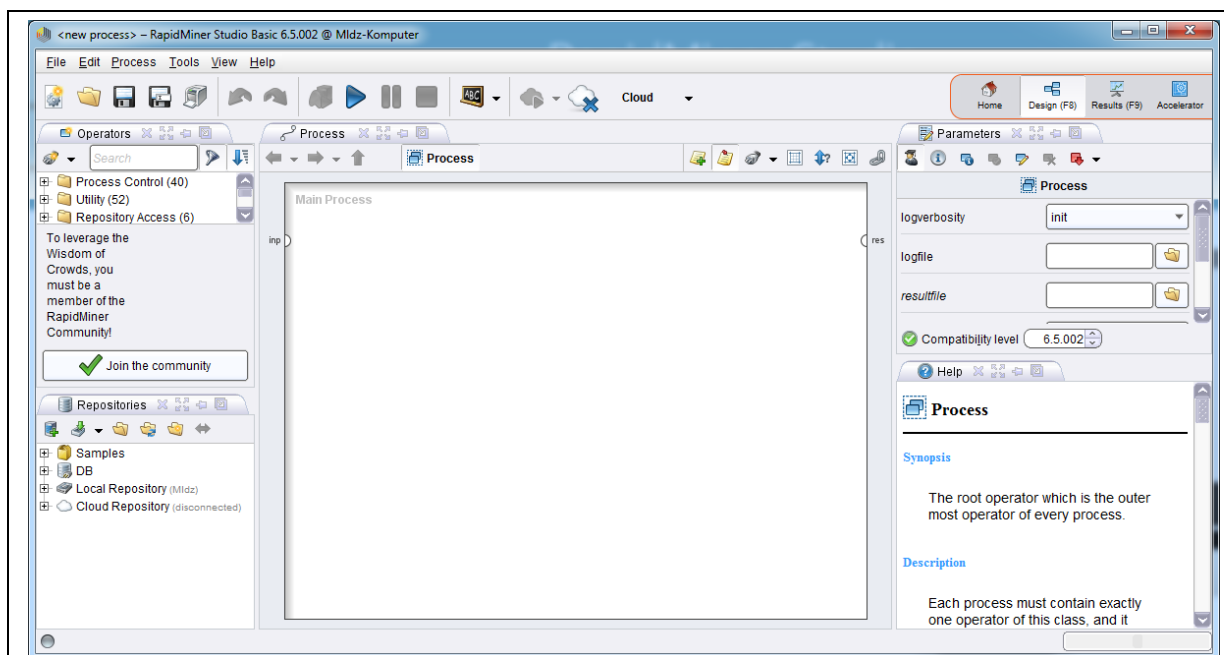 <new process> – RapidMiner Studio Basic 6.5.002 @ Mldz-Komputer
File Edit Process Tools View Help
ABC
Cloud
Home
Design (F8)
Results (F9)
Accelerator
Operators
Search
Process Control (40)
Utility (52)
Repository Access (6)
To leverage the
Wisdom of
Crowds, you
must be a
member of the
RapidMiner
Community!
Join the community
Repositories
Samples
DB
Local Repository (Mldz)
Cloud Repository (disconnected)
Process
Process
Main Process
inp
res
Parameters
Process
logverbosity
init
logfile
resultfile
Compatibility level
6.5.002
Help
Process
Synopsis
The root operator which is the outer
most operator of every process.
Description
Each process must contain exactly
one operator of this class, and it